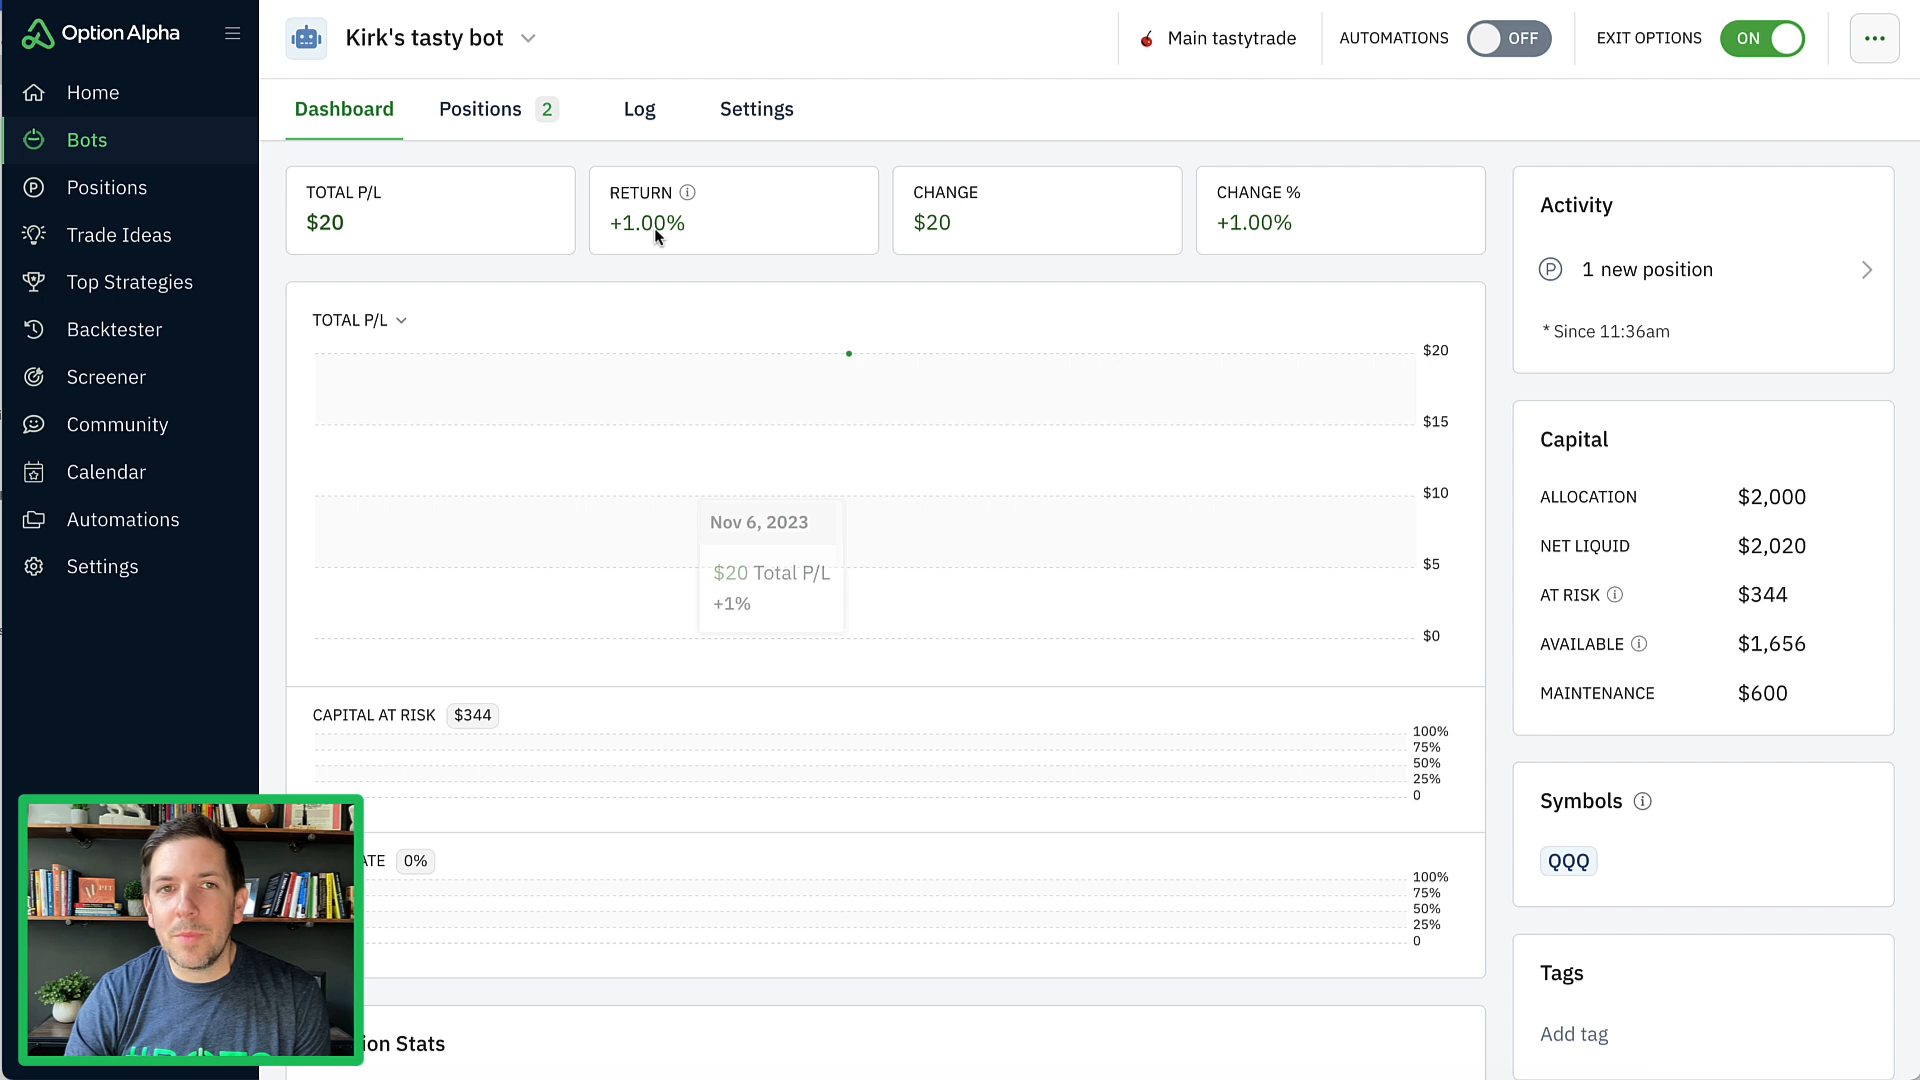 Option Alpha
Home
Bots
Positions
Trade Ideas
Top Strategies
Backtester
Screener
Community
Calendar
Automations
Settings
Kirk's tasty bot
Main tastytrade
AUTOMATIONS
OFF
EXIT OPTIONS
ON
Dashboard
Positions 2
Log
Settings
TOTAL P/L
$20
RETURN
+1.00%
CHANGE
$20
CHANGE %
+1.00%
TOTAL P/L
$20
$15
$10
$5
$0
Nov 6, 2023
$20 Total P/L
+1%
CAPITAL AT RISK $344
100%
75%
50%
25%
0
ATE 0%
100%
75%
50%
25%
0
ion Stats
Activity
P 1 new position
* Since 11:36am
Capital
ALLOCATION $2,000
NET LIQUID $2,020
AT RISK $344
AVAILABLE $1,656
MAINTENANCE $600
Symbols
QQQ
Tags
Add tag